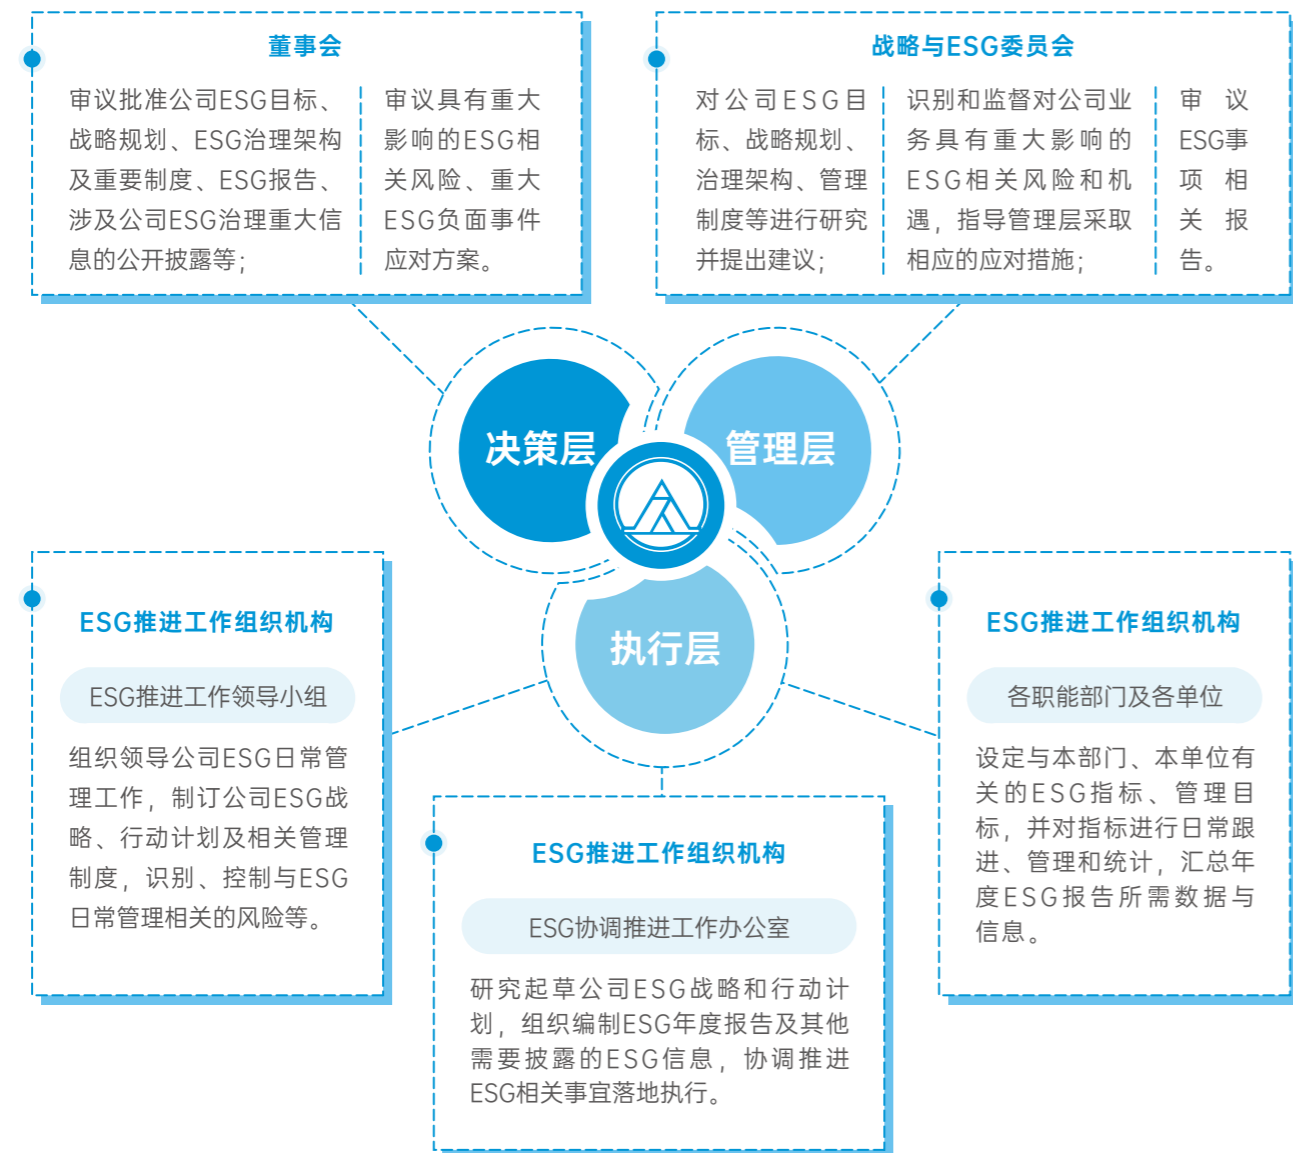 董事会
审议批准公司ESG目标、
战略规划、ESG治理架构
及重要制度、ESG报告、
涉及公司ESG治理重大信
息的公开披露等；
审议具有重大
影响的ESG相
关风险、重大
ESG负面事件
应对方案。
战略与ESG委员会
对公司ESG目
标、战略规划、
治理架构、管理
制度等进行研究
并提出建议；
识别和监督对公司业
务具有重大影响的
ESG相关风险和机
遇，指导管理层采取
相应的应对措施；
审议
ESG事
项相
关报
告。
决策层
管理层
执行层
ESG推进工作组织机构
ESG推进工作领导小组
组织领导公司ESG日常管
理工作，制订公司ESG战
略、行动计划及相关管理
制度，识别、控制与ESG
日常管理相关的风险等。
ESG推进工作组织机构
ESG协调推进工作办公室
研究起草公司ESG战略和行动计
划，组织编制ESG年度报告及其他
需要披露的ESG信息，协调推进
ESG相关事宜落地执行。
ESG推进工作组织机构
各职能部门及各单位
设定与本部门、本单位有
关的ESG指标、管理目
标，并对指标进行日常跟
进、管理和统计，汇总年
度ESG报告所需数据与
信息。